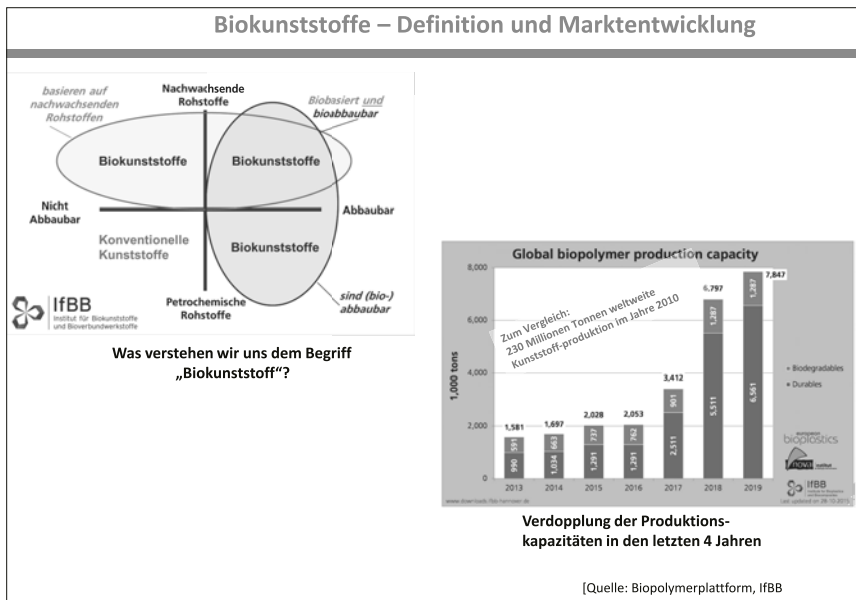 Biokunststoffe – Definition und Marktentwicklung
basieren auf
nachwachsenden
Rohstoffen
Nachwachsende
Rohstoffe
Biobasiert und
bioabbaubar
Biokunststoffe
Biokunststoffe
Nicht
Abbaubar
Abbaubar
Konventionelle
Kunststoffe
Biokunststoffe
Petrochemische
Rohstoffe
sind (bio-)
abbaubar
IfBB
Institut für Biokunststoffe
und Bioverbundwerkstoffe
Was verstehen wir uns dem Begriff
„Biokunststoff“?
Global biopolymer production capacity
1,000 tons
8,000
6,000
4,000
2,000
0
Zum Vergleich:
230 Millionen Tonnen weltweite
Kunststoff-produktion im Jahre 2010
1,581
591
990
1,697
663
1,034
2,028
737
1,291
2,053
762
1,291
3,412
901
2,511
6,797
1,287
5,511
7,847
1,287
6,561
2013 2014 2015 2016 2017 2018 2019
Biodegradables
Durables
european
bioplastics
nova institut
IfBB
Verdopplung der Produktions-
kapazitäten in den letzten 4 Jahren
[Quelle: Biopolymerplattform, IfBB